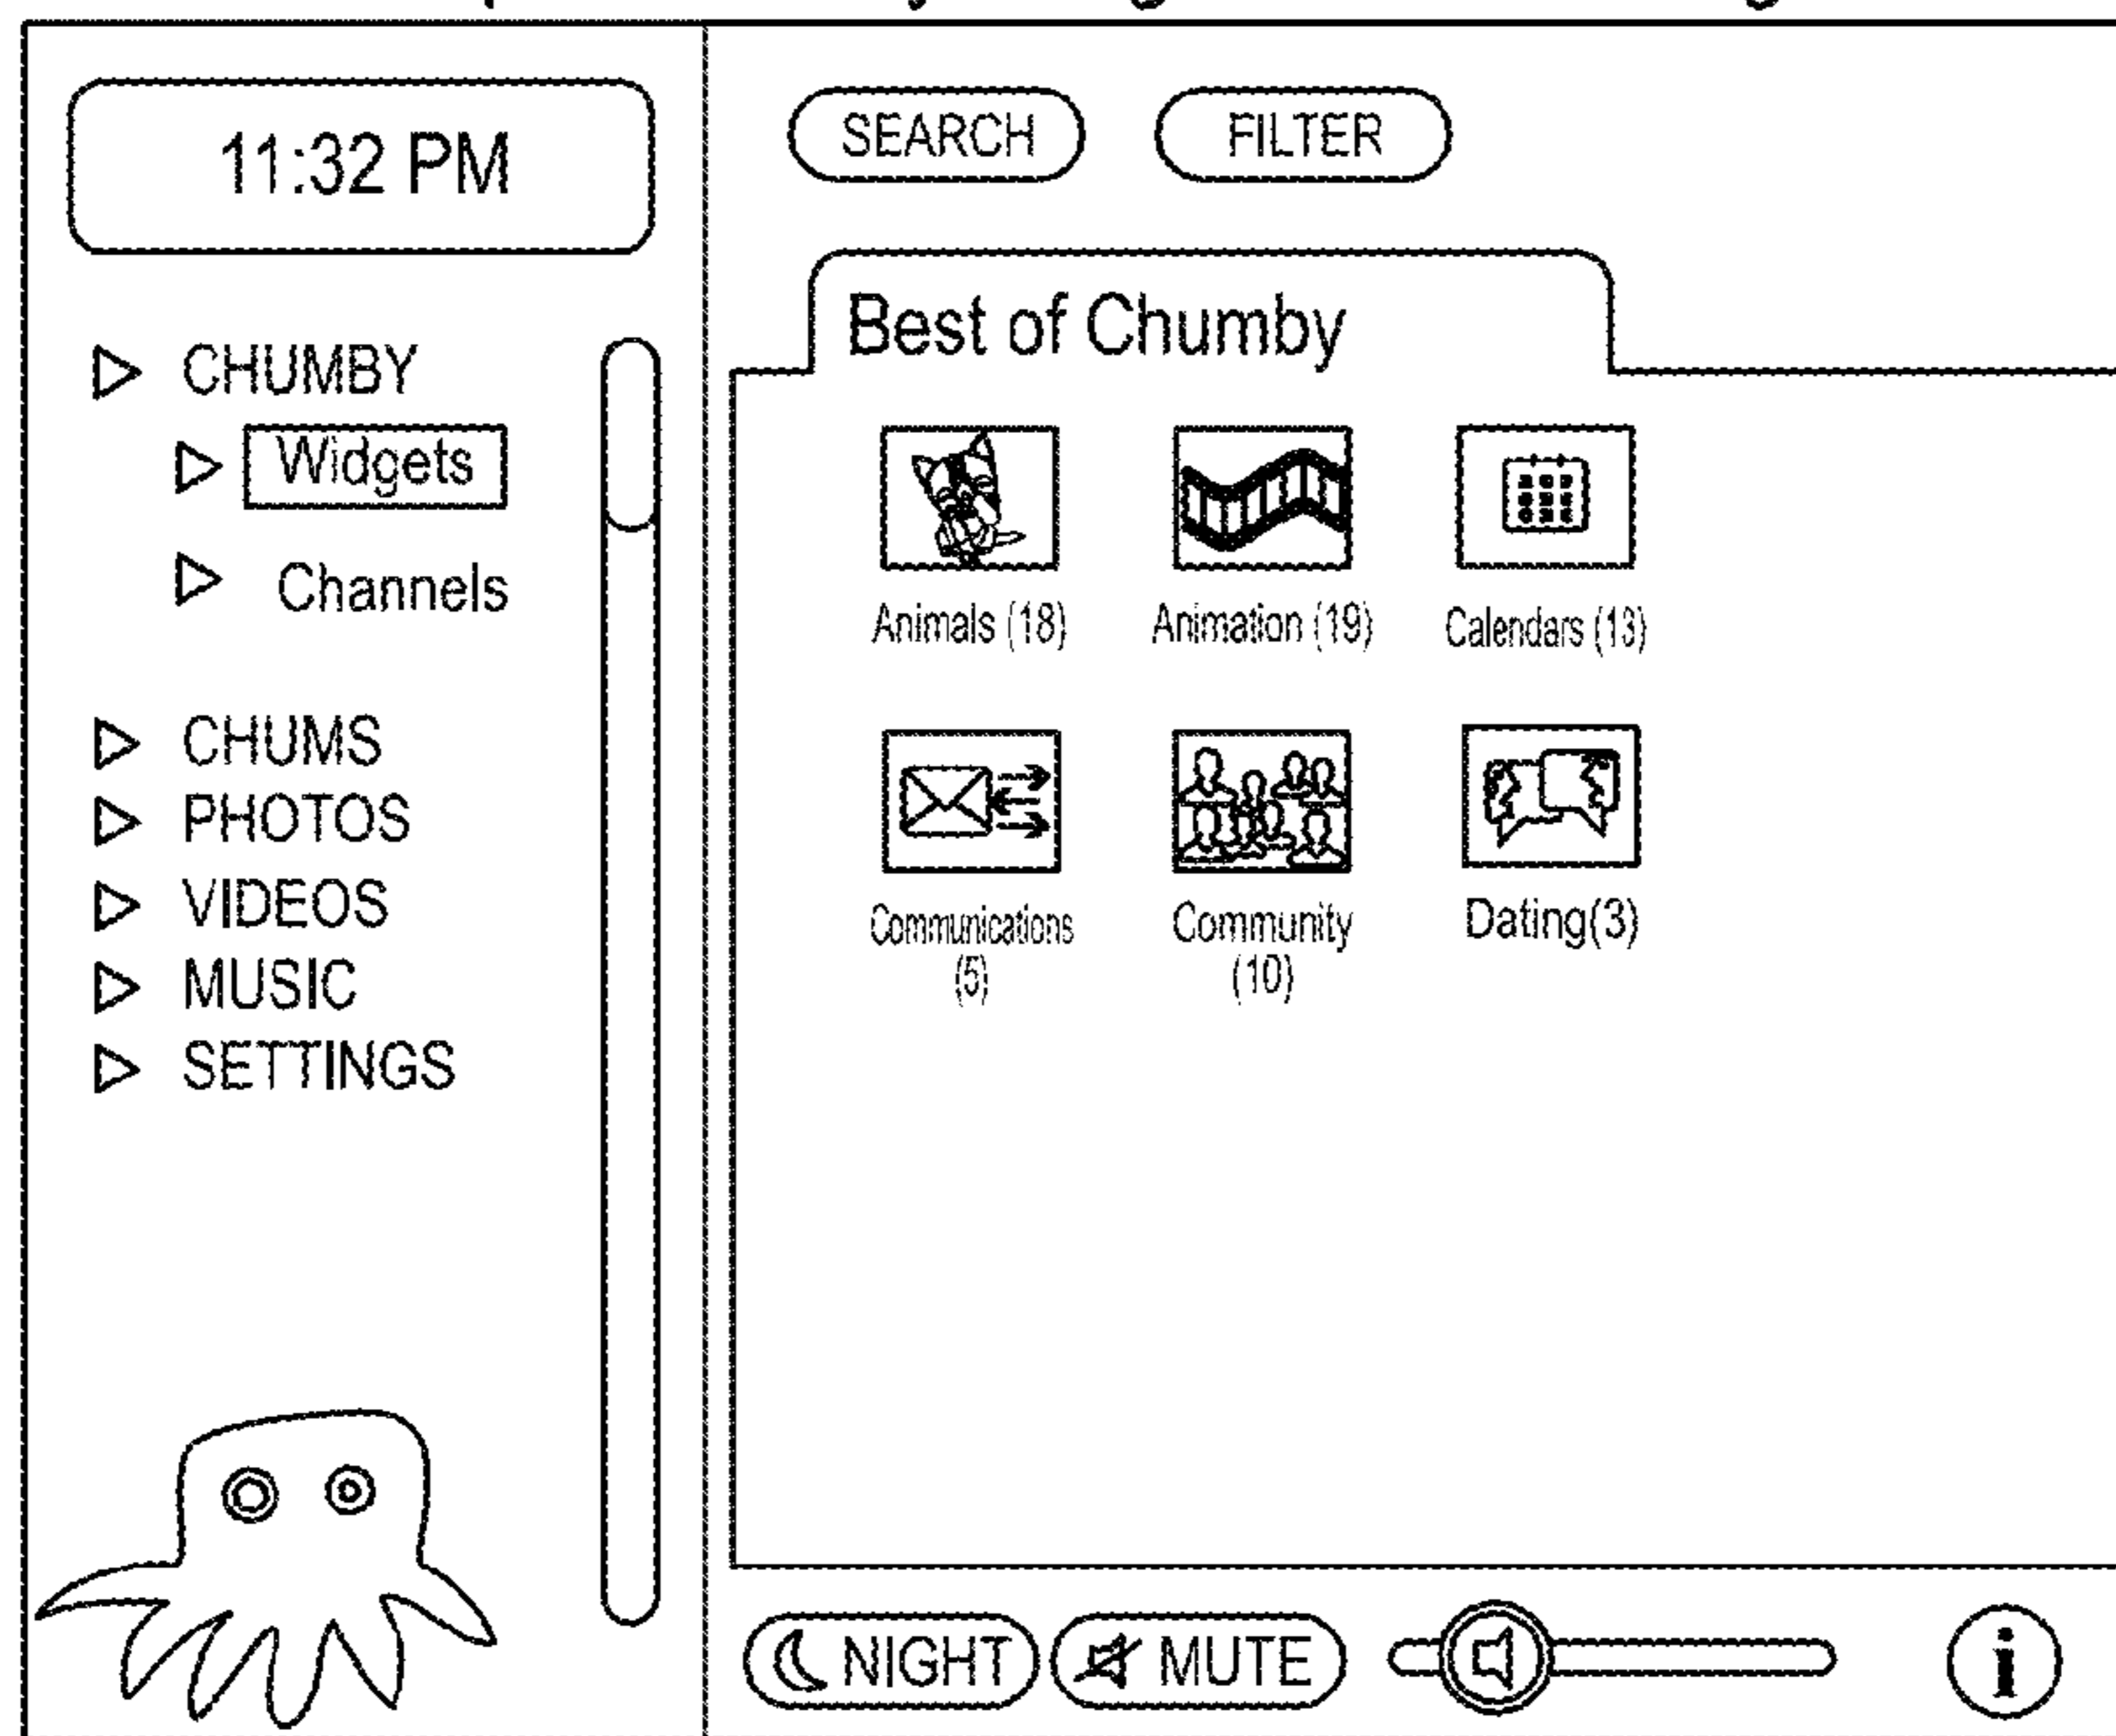 11:32 PM
CHUMBY
Widgets
Channels
CHUMS
PHOTOS
VIDEOS
MUSIC
SETTINGS
SEARCH
FILTER
Best of Chumby
Animals (18)
Animation (19)
Calendars (13)
Communications
(5)
Community
(10)
Dating(3)
NIGHT
MUTE
i